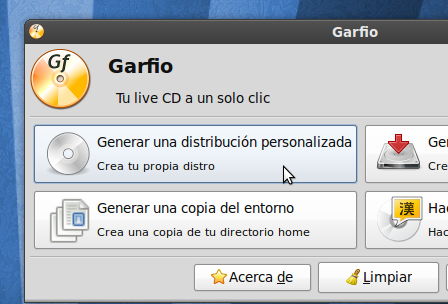 Garfio
Gf
Garfio
Tu live CD a un solo clic
Generar una distribución personalizada
Crea tu propia distro
Ge
Cre
Generar una copia del entorno
Crea una copia de tu directorio home
漢
Ha
Hac
Acerca de
Limpiar